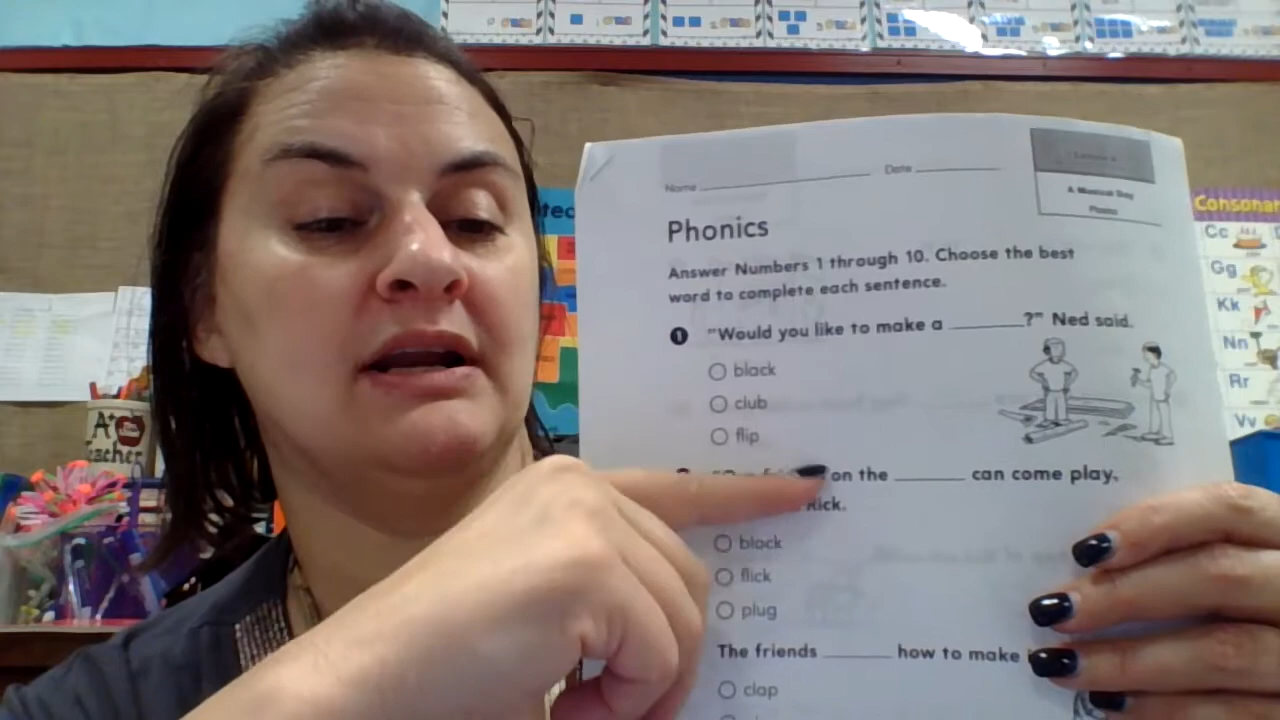 Name
Date
A Musical Day
Phonics
Phonics
Answer Numbers 1 through 10. Choose the best
word to complete each sentence.
1 "Would you like to make a ______?" Ned said.
black
club
flip
on the ______ can come play,
Rick.
block
flick
plug
The friends ______ how to make
clap
A+
Teacher
Consonan
Cc
Gg
Kk
Nn
Rr
Vv